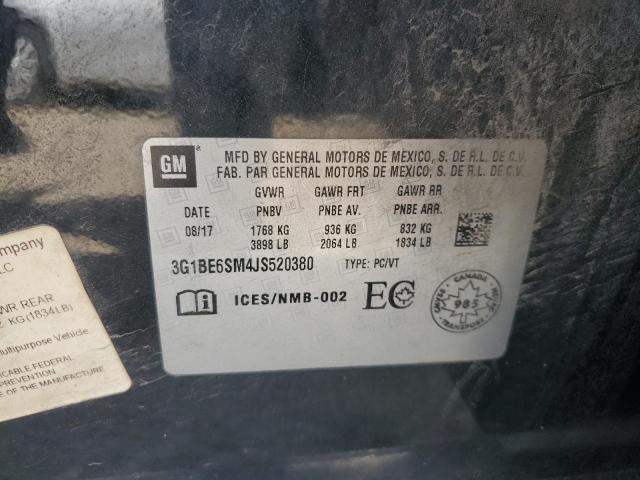 GM
MFD BY GENERAL MOTORS DE MEXICO, S. DE R.L. DE C.V.
FAB. PAR GENERAL MOTORS DE MEXICO, S. DE R.L. DE C.V.
GVWR GAWR FRT GAWR RR
DATE PNBV PNBE AV. PNBE ARR.
08/17 1768 KG 936 KG 832 KG
3898 LB 2064 LB 1834 LB
3G1BE6SM4JS520380 TYPE: PC/VT
ICES/NMB-002 EC
CANADA
985
TRANSPORT
ompany
LLC
WR REAR
KG (1834LB)
ultipurpose Vehicle
ICABLE FEDERAL
PREVENTION
E OF THE MANUFACTURE